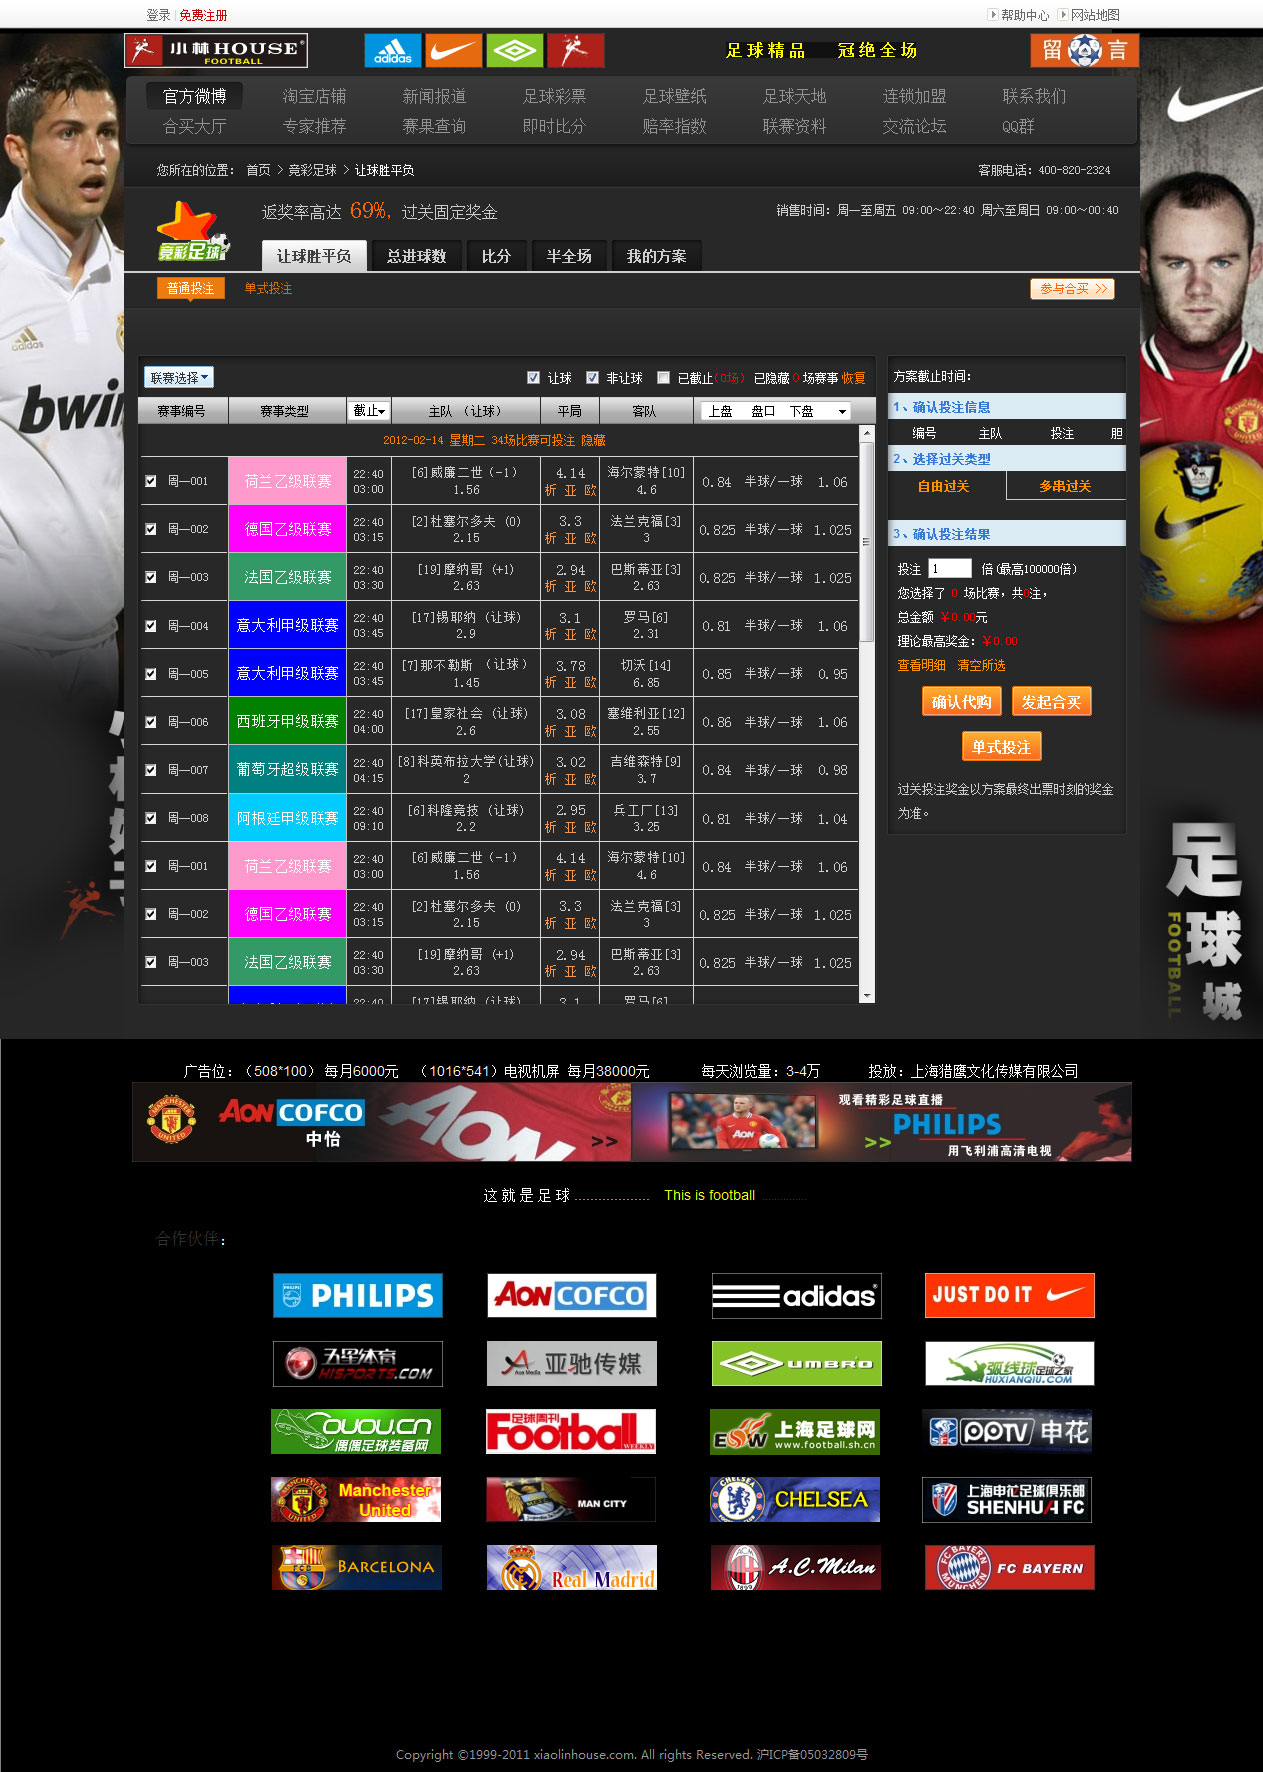 登录 免费注册 帮助中心 网站地图
小林HOUSE FOOTBALL adidas 足球精品 冠绝全场 留言
官方微博 淘宝店铺 新闻报道 足球彩票 足球壁纸 足球天地 连锁加盟 联系我们
合买大厅 专家推荐 赛果查询 即时比分 赔率指数 联赛资料 交流论坛 QQ群
您所在的位置： 首页 > 竞彩足球 > 让球胜平负 客服电话：400-820-2324
返奖率高达 69%, 过关固定奖金 销售时间：周一至周五 09:00～22:40 周六至周日 09:00～00:40
竞彩足球
让球胜平负 总进球数 比分 半全场 我的方案
普通投注 单式投注 参与合买 >>
bwin
联赛选择 让球 非让球 已截止(0场) 已隐藏 0 场赛事 恢复
赛事编号 赛事类型 截止 主队 （让球） 平局 客队 上盘 盘口 下盘
2012-02-14 星期二 34场比赛可投注 隐藏
周一001 荷兰乙级联赛 22:40 03:00 [6]威廉二世（-1） 1.56 4.14 析 亚 欧 海尔蒙特[10] 4.6 0.84 半球/一球 1.06
周一002 德国乙级联赛 22:40 03:15 [2]杜塞尔多夫 (0) 2.15 3.3 析 亚 欧 法兰克福[3] 3 0.825 半球/一球 1.025
周一003 法国乙级联赛 22:40 03:30 [19]摩纳哥 (+1) 2.63 2.94 析 亚 欧 巴斯蒂亚[3] 2.63 0.825 半球/一球 1.025
周一004 意大利甲级联赛 22:40 03:45 [17]锡耶纳 (让球) 2.9 3.1 析 亚 欧 罗马[6] 2.31 0.81 半球/一球 1.06
周一005 意大利甲级联赛 22:40 03:45 [7]那不勒斯 （让球） 1.45 3.78 析 亚 欧 切沃[14] 6.85 0.85 半球/一球 0.95
周一006 西班牙甲级联赛 22:40 04:00 [17]皇家社会 (让球) 2.6 3.08 析 亚 欧 塞维利亚[12] 2.55 0.86 半球/一球 1.06
周一007 葡萄牙超级联赛 22:40 04:15 [8]科英布拉大学(让球) 2 3.02 析 亚 欧 吉维森特[9] 3.7 0.84 半球/一球 0.98
周一008 阿根廷甲级联赛 22:40 09:10 [6]科隆竞技 (让球) 2.2 2.95 析 亚 欧 兵工厂[13] 3.25 0.81 半球/一球 1.04
周一001 荷兰乙级联赛 22:40 03:00 [6]威廉二世（-1） 1.56 4.14 析 亚 欧 海尔蒙特[10] 4.6 0.84 半球/一球 1.06
周一002 德国乙级联赛 22:40 03:15 [2]杜塞尔多夫 (0) 2.15 3.3 析 亚 欧 法兰克福[3] 3 0.825 半球/一球 1.025
周一003 法国乙级联赛 22:40 03:30 [19]摩纳哥 (+1) 2.63 2.94 析 亚 欧 巴斯蒂亚[3] 2.63 0.825 半球/一球 1.025
22:40 [17]锡耶纳 (让球) 3.1 罗马[6]
方案截止时间：
1、确认投注信息
编号 主队 投注 胆
2、选择过关类型
自由过关 多串过关
3、确认投注结果
投注 1 倍(最高100000倍)
您选择了 0 场比赛，共0注，
总金额 ￥0.00元
理论最高奖金：￥0.00
查看明细 清空所选
确认代购 发起合买
单式投注
过关投注奖金以方案最终出票时刻的奖金
为准。
足球城
FOOTBALL
广告位：（508*100） 每月6000元 （1016*541）电视机屏 每月38000元 每天浏览量：3-4万 投放：上海猎鹰文化传媒有限公司
MANCHESTER UNITED AON COFCO 中怡 AON >> AON 观看精彩足球直播 >> PHILIPS 用飞利浦高清电视
这就是足球 ................... This is football
合作伙伴：
PHILIPS AON COFCO adidas JUST DO IT
五星体育 HISPORTS.COM 亚驰传媒 Ace Media UMBRO 弧线球 足球之家 HUXIANQIU.COM
OUOU.CN 偶偶足球装备网 足球周刊 Football WEEKLY ESW 上海足球网 www.football.sh.cn PPTV 申花
Manchester United MAN CITY CHELSEA 上海申花足球俱乐部 SHENHUA FC
BARCELONA Real Madrid A.C.Milan FC BAYERN
Copyright ©1999-2011 xiaolinhouse.com. All rights Reserved. 沪ICP备05032809号